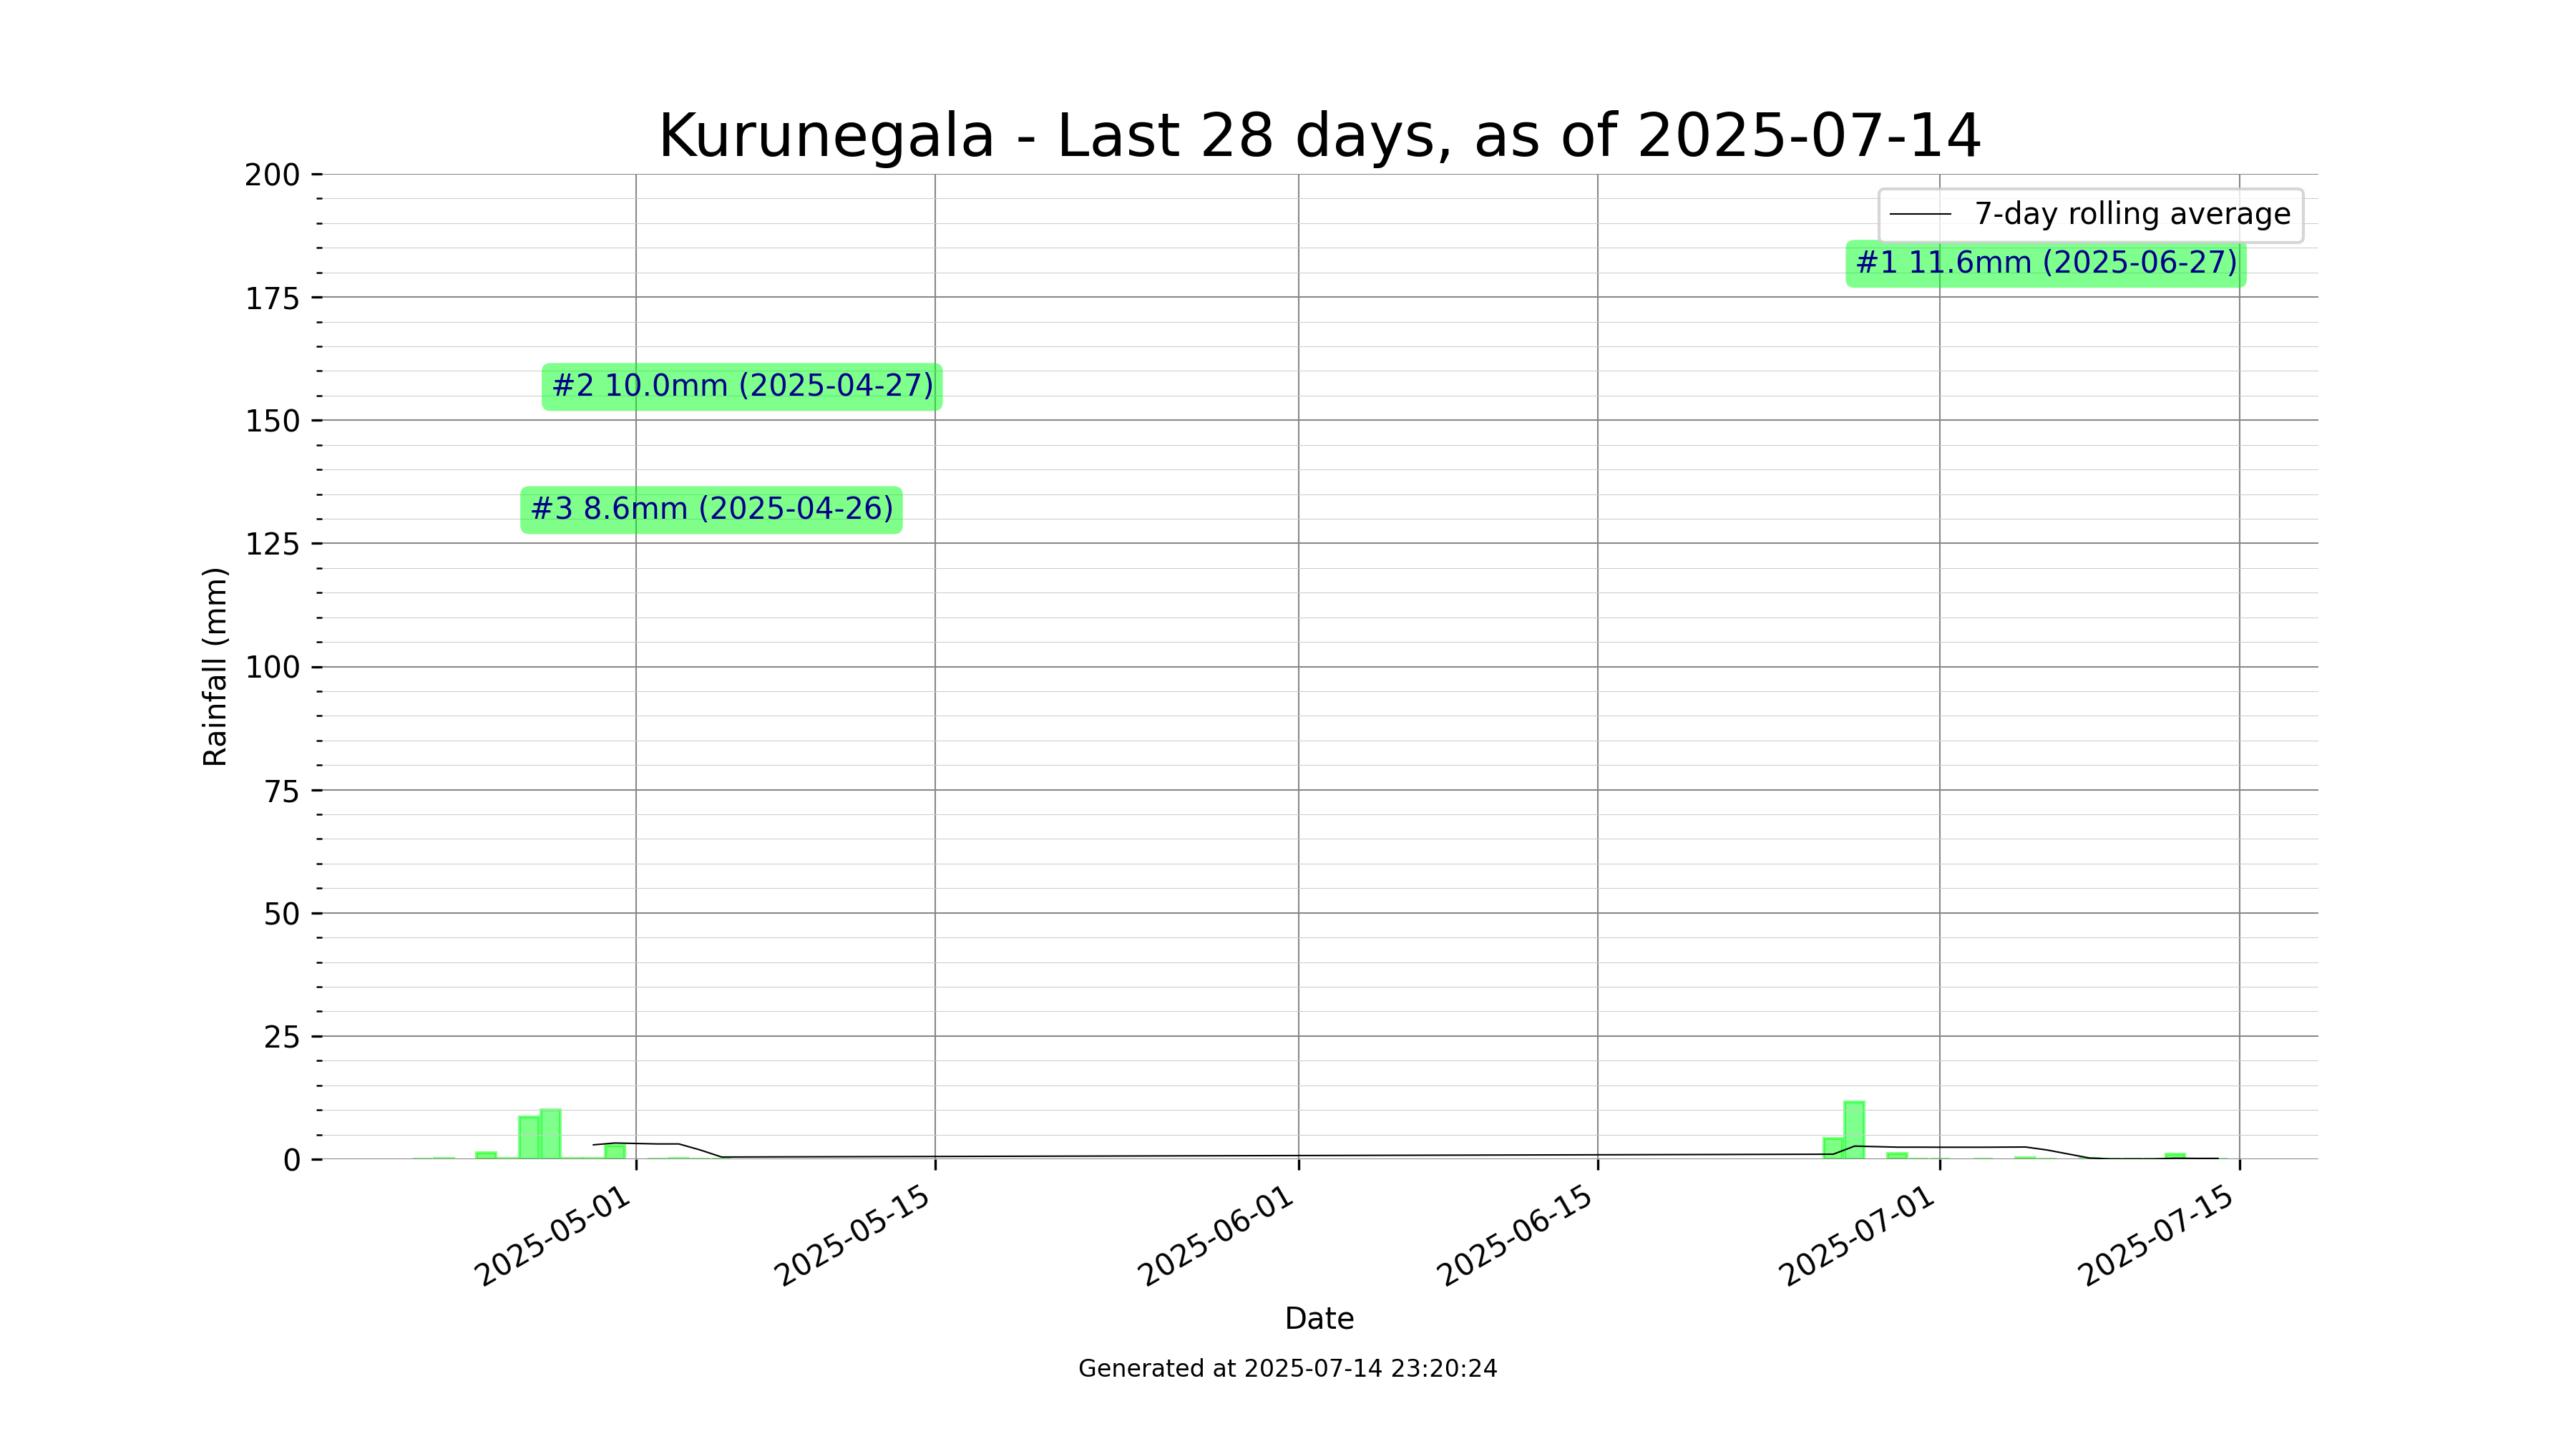 Kurunegala - Last 28 days, as of 2025-07-14
200
175
150
125
100
75
50
25
0
Rainfall (mm)
7-day rolling average
#1 11.6mm (2025-06-27)
#2 10.0mm (2025-04-27)
#3 8.6mm (2025-04-26)
2025-05-01
2025-05-15
2025-06-01
2025-06-15
2025-07-01
2025-07-15
Date
Generated at 2025-07-14 23:20:24